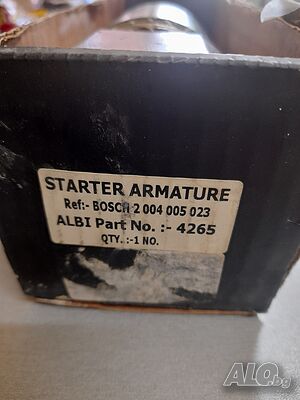 STARTER ARMATURE
Ref:- BOSCH 2 004 005 023
ALBI Part No. :- 4265
QTY. :-1 NO.
ALO.bg